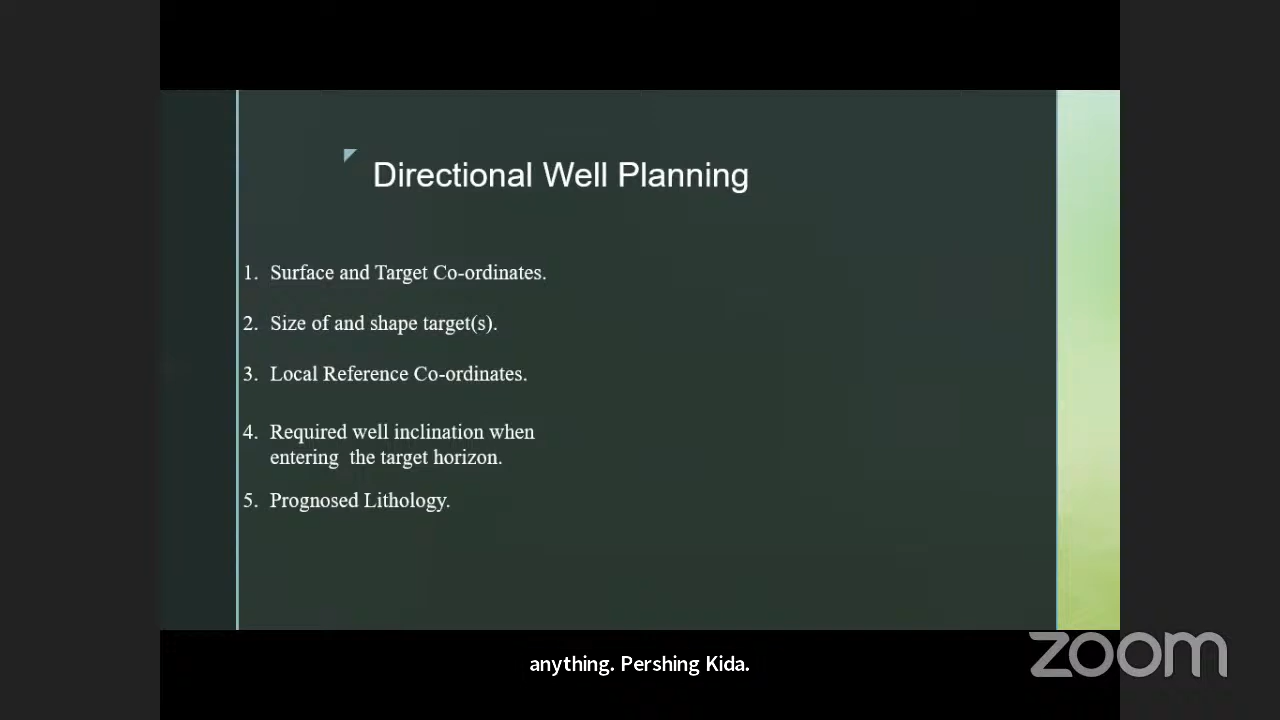 Directional Well Planning
1. Surface and Target Co-ordinates.
2. Size of and shape target(s).
3. Local Reference Co-ordinates.
4. Required well inclination when
entering the target horizon.
5. Prognosed Lithology.
anything. Pershing Kida.
zoom